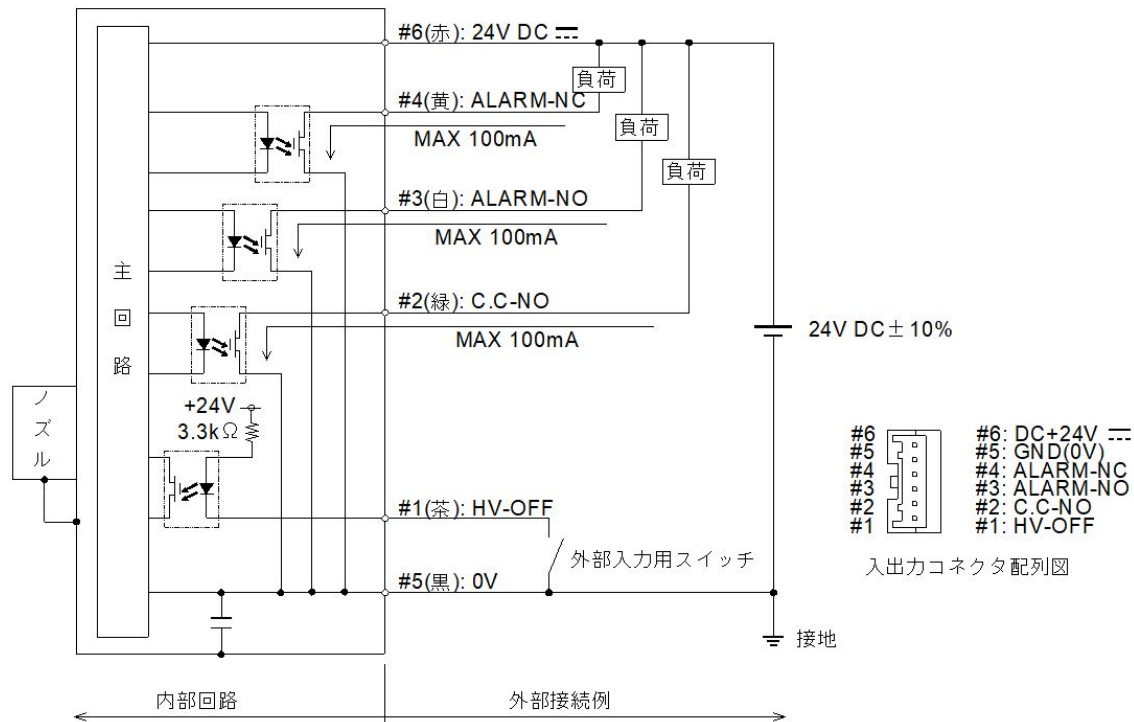 #6(赤): 24V DC ⎓
負荷
#4(黄): ALARM-NC
MAX 100mA
負荷
負荷
#3(白): ALARM-NO
MAX 100mA
主回路
#2(緑): C.C-NO
MAX 100mA
24V DC±10%
ノズル
+24V
3.3kΩ
#1(茶): HV-OFF
外部入力用スイッチ
#5(黒): 0V
接地
内部回路
外部接続例
#6 #6: DC+24V ⎓
#5 #5: GND(0V)
#4 #4: ALARM-NC
#3 #3: ALARM-NO
#2 #2: C.C-NO
#1 #1: HV-OFF
入出力コネクタ配列図